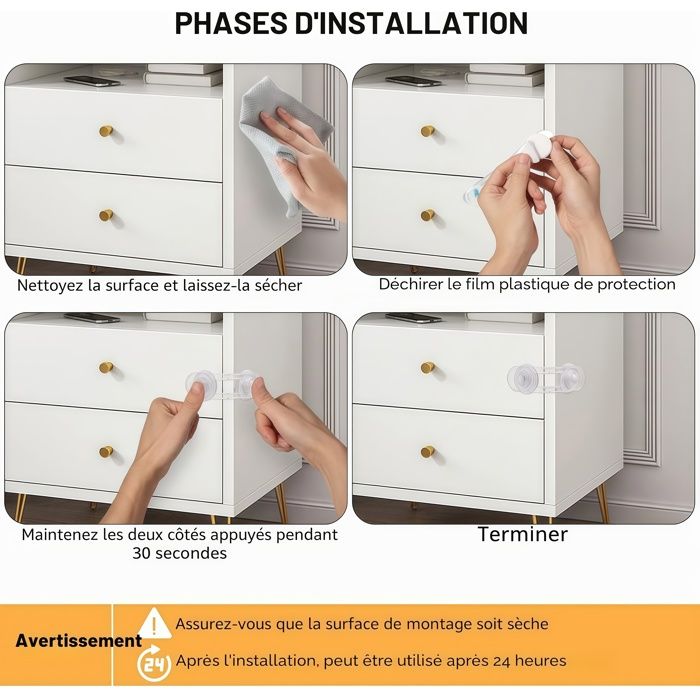 PHASES D'INSTALLATION
Nettoyez la surface et laissez-la sécher
Déchirer le film plastique de protection
Maintenez les deux côtés appuyés pendant
30 secondes
Terminer
Avertissement
Assurez-vous que la surface de montage soit sèche
24
Après l'installation, peut être utilisé après 24 heures